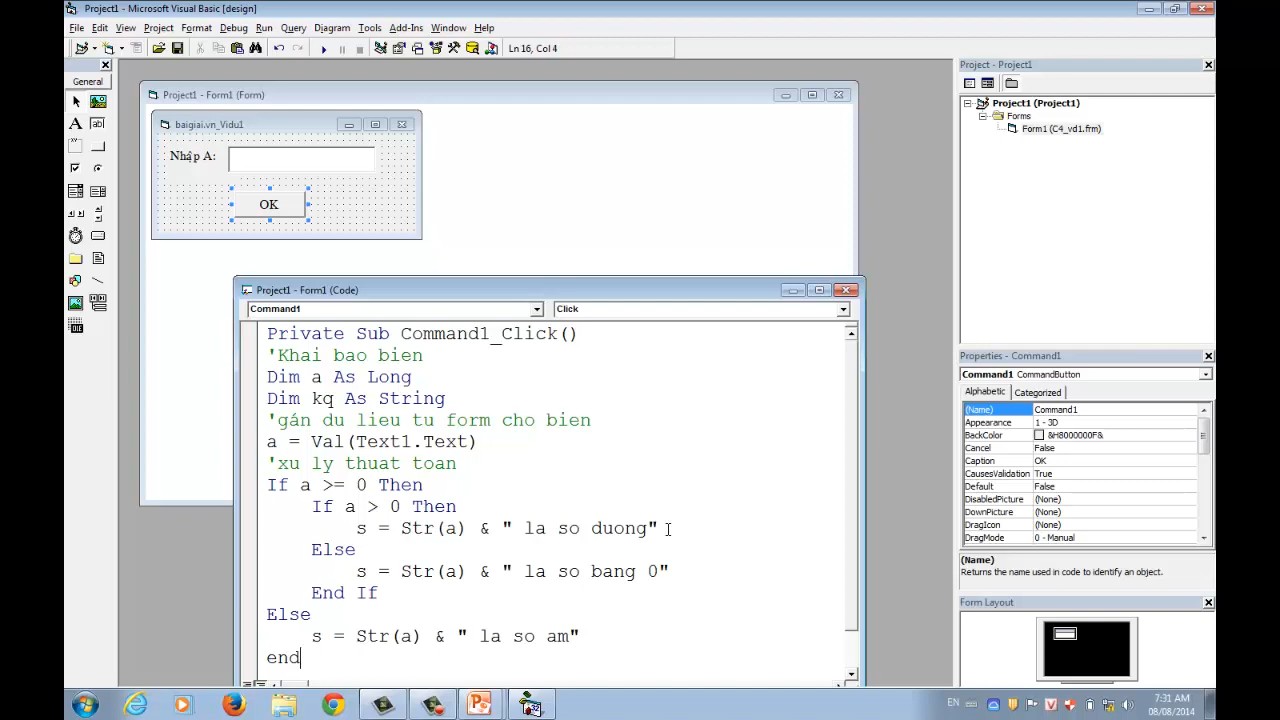 Project1 - Microsoft Visual Basic [design]
File Edit View Project Format Debug Run Query Diagram Tools Add-Ins Window Help
Ln 16, Col 4
General
Project1 - Form1 (Form)
baigiai.vn_Vidu1
Nhập A:
OK
Project1 - Form1 (Code)
Command1 Click
Private Sub Command1_Click()
'Khai bao bien
Dim a As Long
Dim kq As String
'gán du lieu tu form cho bien
a = Val(Text1.Text)
'xu ly thuat toan
If a >= 0 Then
If a > 0 Then
s = Str(a) & " la so duong"
Else
s = Str(a) & " la so bang 0"
End If
Else
s = Str(a) & " la so am"
end
Project - Project1
Project1 (Project1)
Forms
Form1 (C4_vd1.frm)
Properties - Command1
Command1 CommandButton
Alphabetic Categorized
(Name) Command1
Appearance 1 - 3D
BackColor &H8000000F&
Cancel False
Caption OK
CausesValidation True
Default False
DisabledPicture (None)
DownPicture (None)
DragIcon (None)
DragMode 0 - Manual
(Name)
Returns the name used in code to identify an object.
Form Layout
EN
7:31 AM
08/08/2014